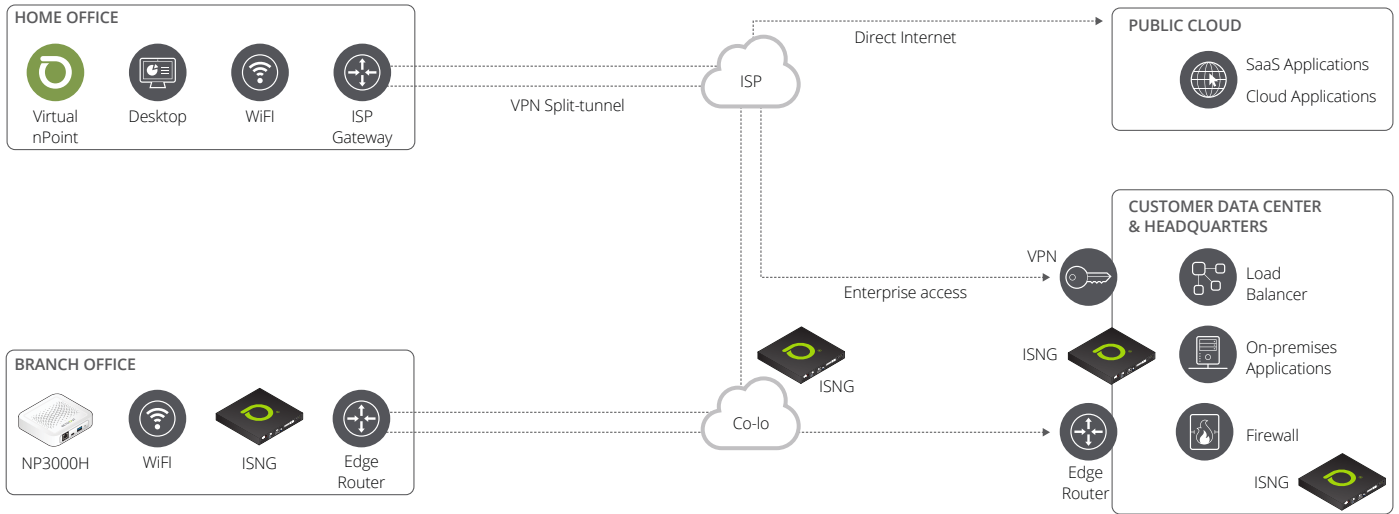 HOME OFFICE
Virtual
nPoint
Desktop
WiFI
ISP
Gateway
VPN Split-tunnel
ISP
Direct Internet
PUBLIC CLOUD
SaaS Applications
Cloud Applications
Enterprise access
CUSTOMER DATA CENTER
& HEADQUARTERS
VPN
Load
Balancer
ISNG
On-premises
Applications
Edge
Router
Firewall
ISNG
BRANCH OFFICE
NP3000H
WiFI
ISNG
Edge
Router
ISNG
Co-lo